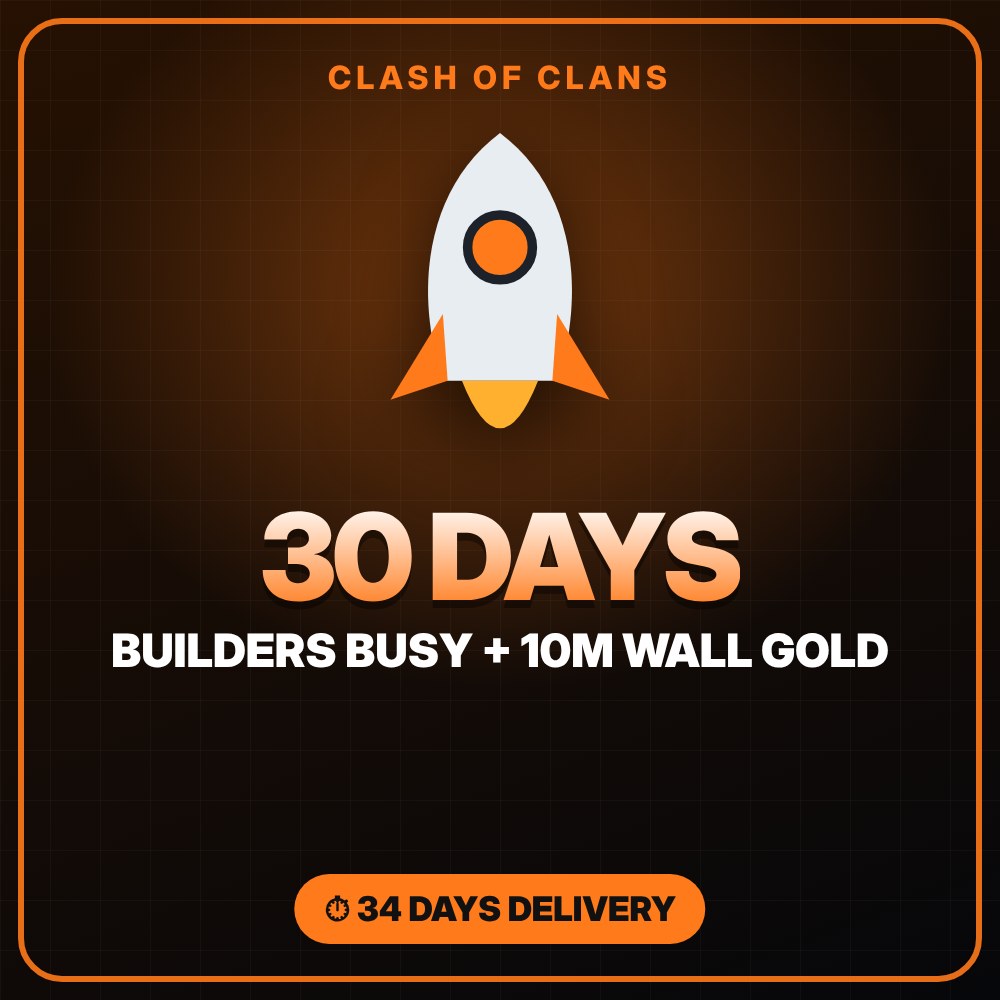 CLASH OF CLANS
30 DAYS
BUILDERS BUSY + 10M WALL GOLD
⏱ 34 DAYS DELIVERY